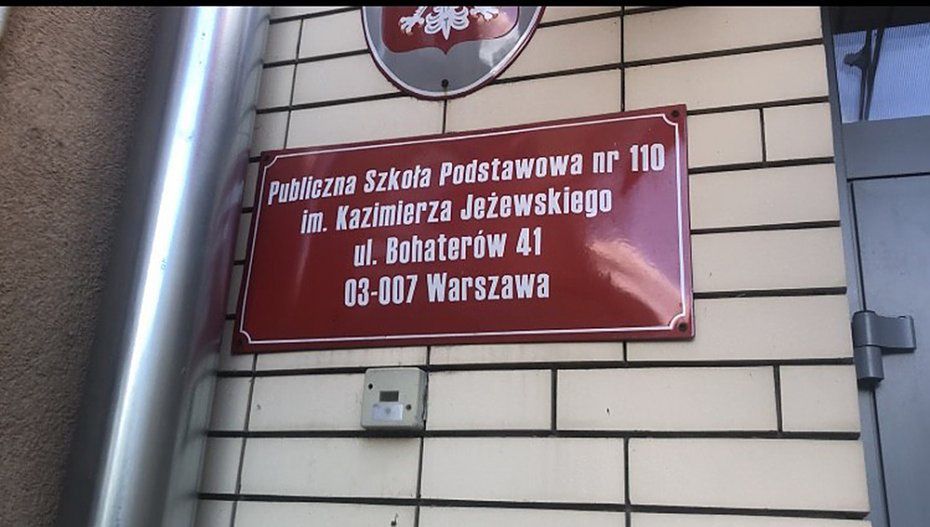 Publiczna Szkoła Podstawowa nr 110
im. Kazimierza Jeżewskiego
ul. Bohaterów 41
03-007 Warszawa